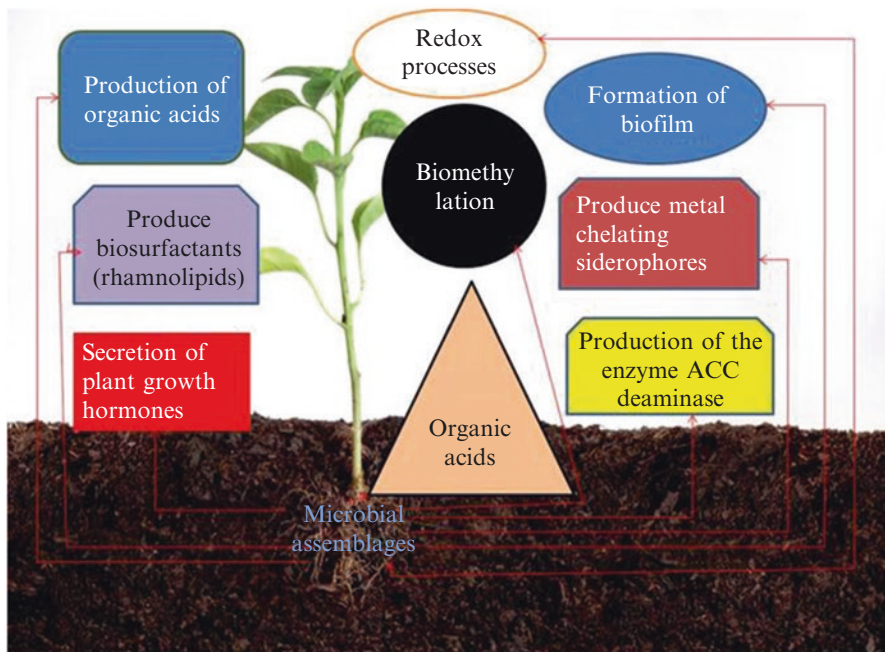 Redox
processes
Production of
organic acids
Formation of
biofilm
Biomethy
lation
Produce
biosurfactants
(rhamnolipids)
Produce metal
chelating
siderophores
Secretion of
plant growth
hormones
Production of the
enzyme ACC
deaminase
Organic
acids
Microbial
assemblages